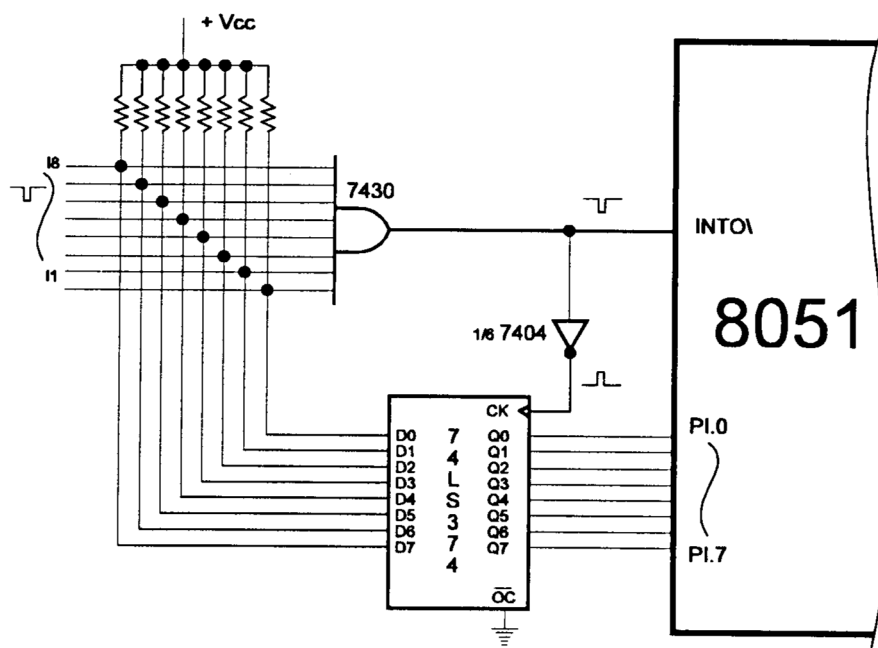 + Vcc
I8
7430
INTO\
I1
8051
1/6 7404
CK
PI.0
D0 7 Q0
D1 4 Q1
D2 L Q2
D3 S Q3
D4 3 Q4
D5 7 Q5
D6 4 Q6
D7 Q7
PI.7
OC